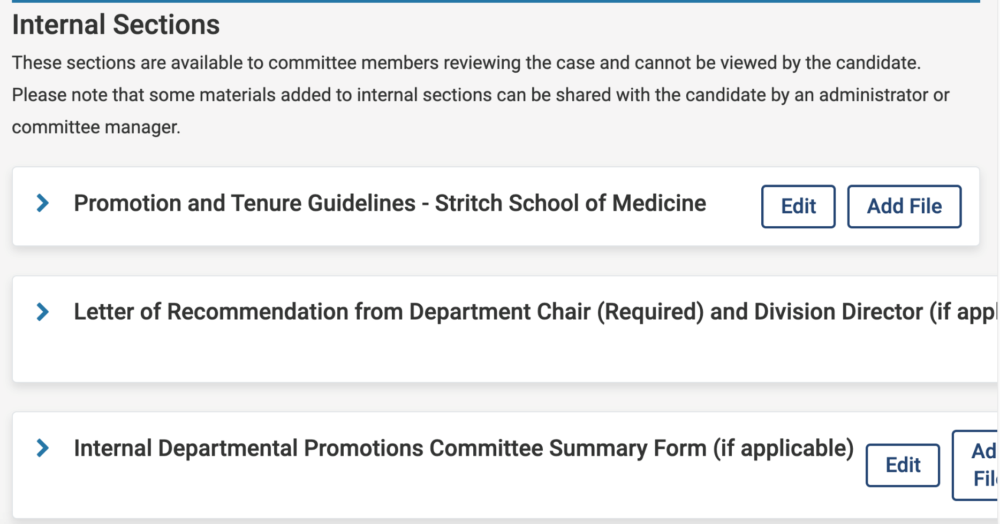 Internal Sections
These sections are available to committee members reviewing the case and cannot be viewed by the candidate.
Please note that some materials added to internal sections can be shared with the candidate by an administrator or
committee manager.
Promotion and Tenure Guidelines - Stritch School of Medicine
Edit
Add File
Letter of Recommendation from Department Chair (Required) and Division Director (if appl
Internal Departmental Promotions Committee Summary Form (if applicable)
Edit
Ad
Fil